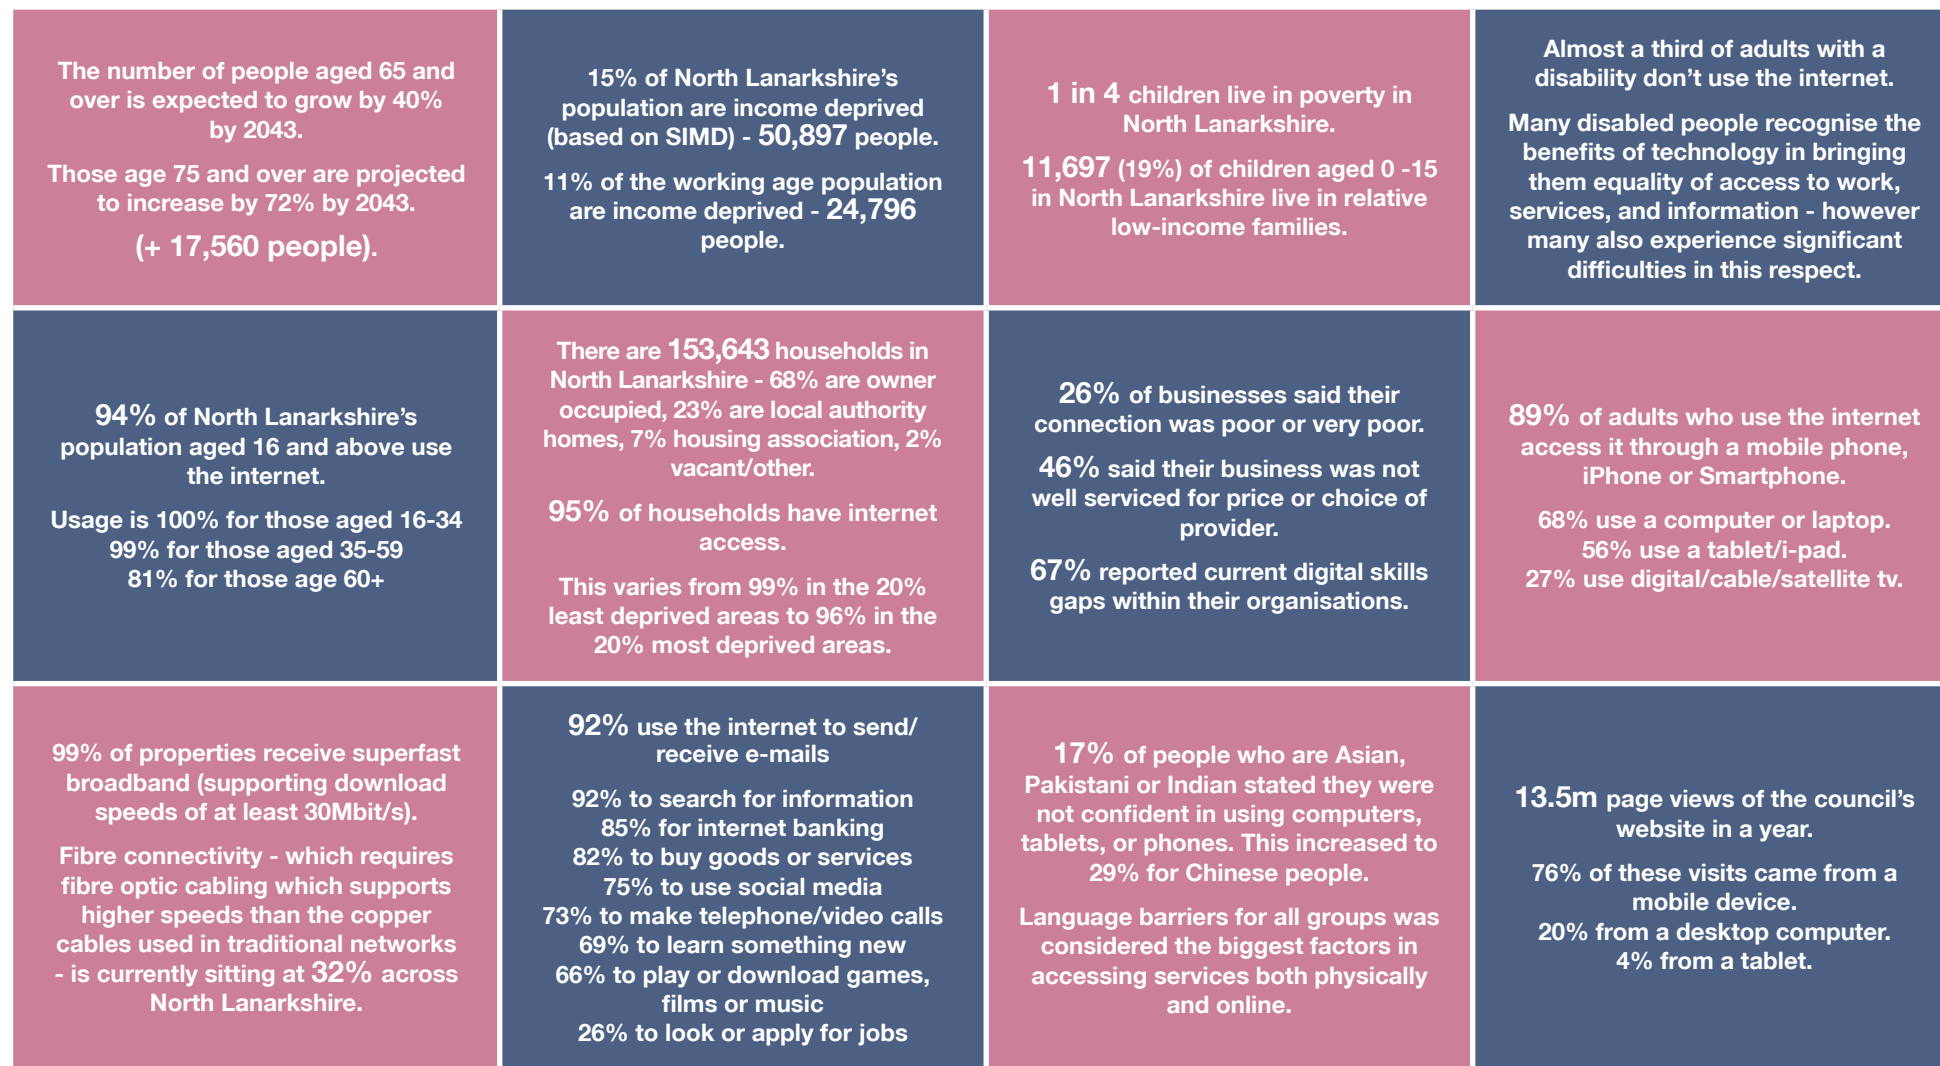 The number of people aged 65 and
over is expected to grow by 40%
by 2043.
Those age 75 and over are projected
to increase by 72% by 2043.
(+ 17,560 people).
15% of North Lanarkshire's
population are income deprived
(based on SIMD) - 50,897 people.
11% of the working age population
are income deprived - 24,796
people.
1 in 4 children live in poverty in
North Lanarkshire.
11,697 (19%) of children aged 0 -15
in North Lanarkshire live in relative
low-income families.
Almost a third of adults with a
disability don't use the internet.
Many disabled people recognise the
benefits of technology in bringing
them equality of access to work,
services, and information - however
many also experience significant
difficulties in this respect.
94% of North Lanarkshire's
population aged 16 and above use
the internet.
Usage is 100% for those aged 16-34
99% for those aged 35-59
81% for those age 60+
There are 153,643 households in
North Lanarkshire - 68% are owner
occupied, 23% are local authority
homes, 7% housing association, 2%
vacant/other.
95% of households have internet
access.
This varies from 99% in the 20%
least deprived areas to 96% in the
20% most deprived areas.
26% of businesses said their
connection was poor or very poor.
46% said their business was not
well serviced for price or choice of
provider.
67% reported current digital skills
gaps within their organisations.
89% of adults who use the internet
access it through a mobile phone,
iPhone or Smartphone.
68% use a computer or laptop.
56% use a tablet/i-pad.
27% use digital/cable/satellite tv.
99% of properties receive superfast
broadband (supporting download
speeds of at least 30Mbit/s).
Fibre connectivity - which requires
fibre optic cabling which supports
higher speeds than the copper
cables used in traditional networks
- is currently sitting at 32% across
North Lanarkshire.
92% use the internet to send/
receive e-mails
92% to search for information
85% for internet banking
82% to buy goods or services
75% to use social media
73% to make telephone/video calls
69% to learn something new
66% to play or download games,
films or music
26% to look or apply for jobs
17% of people who are Asian,
Pakistani or Indian stated they were
not confident in using computers,
tablets, or phones. This increased to
29% for Chinese people.
Language barriers for all groups was
considered the biggest factors in
accessing services both physically
and online.
13.5m page views of the council's
website in a year.
76% of these visits came from a
mobile device.
20% from a desktop computer.
4% from a tablet.